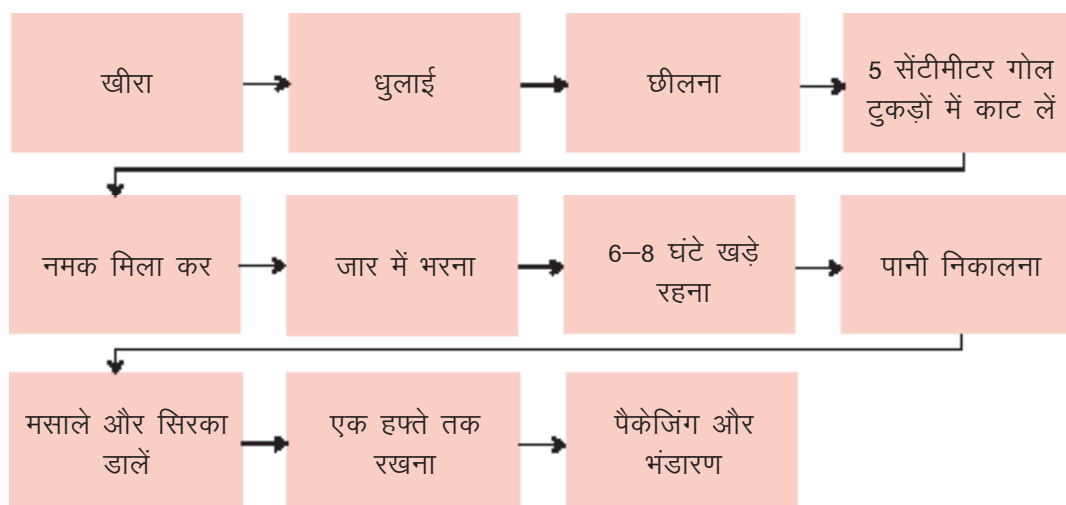 खीरा
धुलाई
छीलना
5 सेंटीमीटर गोल
टुकड़ों में काट लें
नमक मिला कर
जार में भरना
6–8 घंटे खड़े
रहना
पानी निकालना
मसाले और सिरका
डालें
एक हफ्ते तक
रखना
पैकेजिंग और
भंडारण